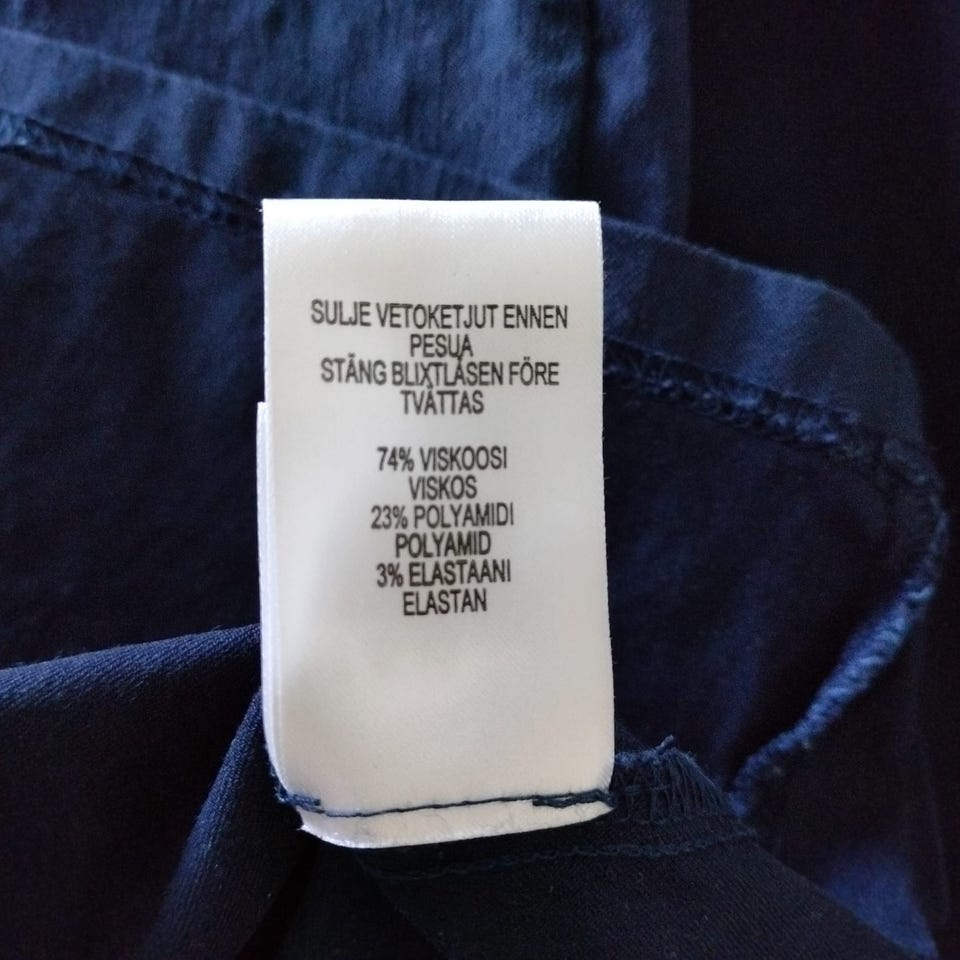 SULJE VETOKETJUT ENNEN
PESUA
STÄNG BLIXTLÅSEN FÖRE
TVÄTTAS
74% VISKOOSI
VISKOS
23% POLYAMIDI
POLYAMID
3% ELASTAANI
ELASTAN